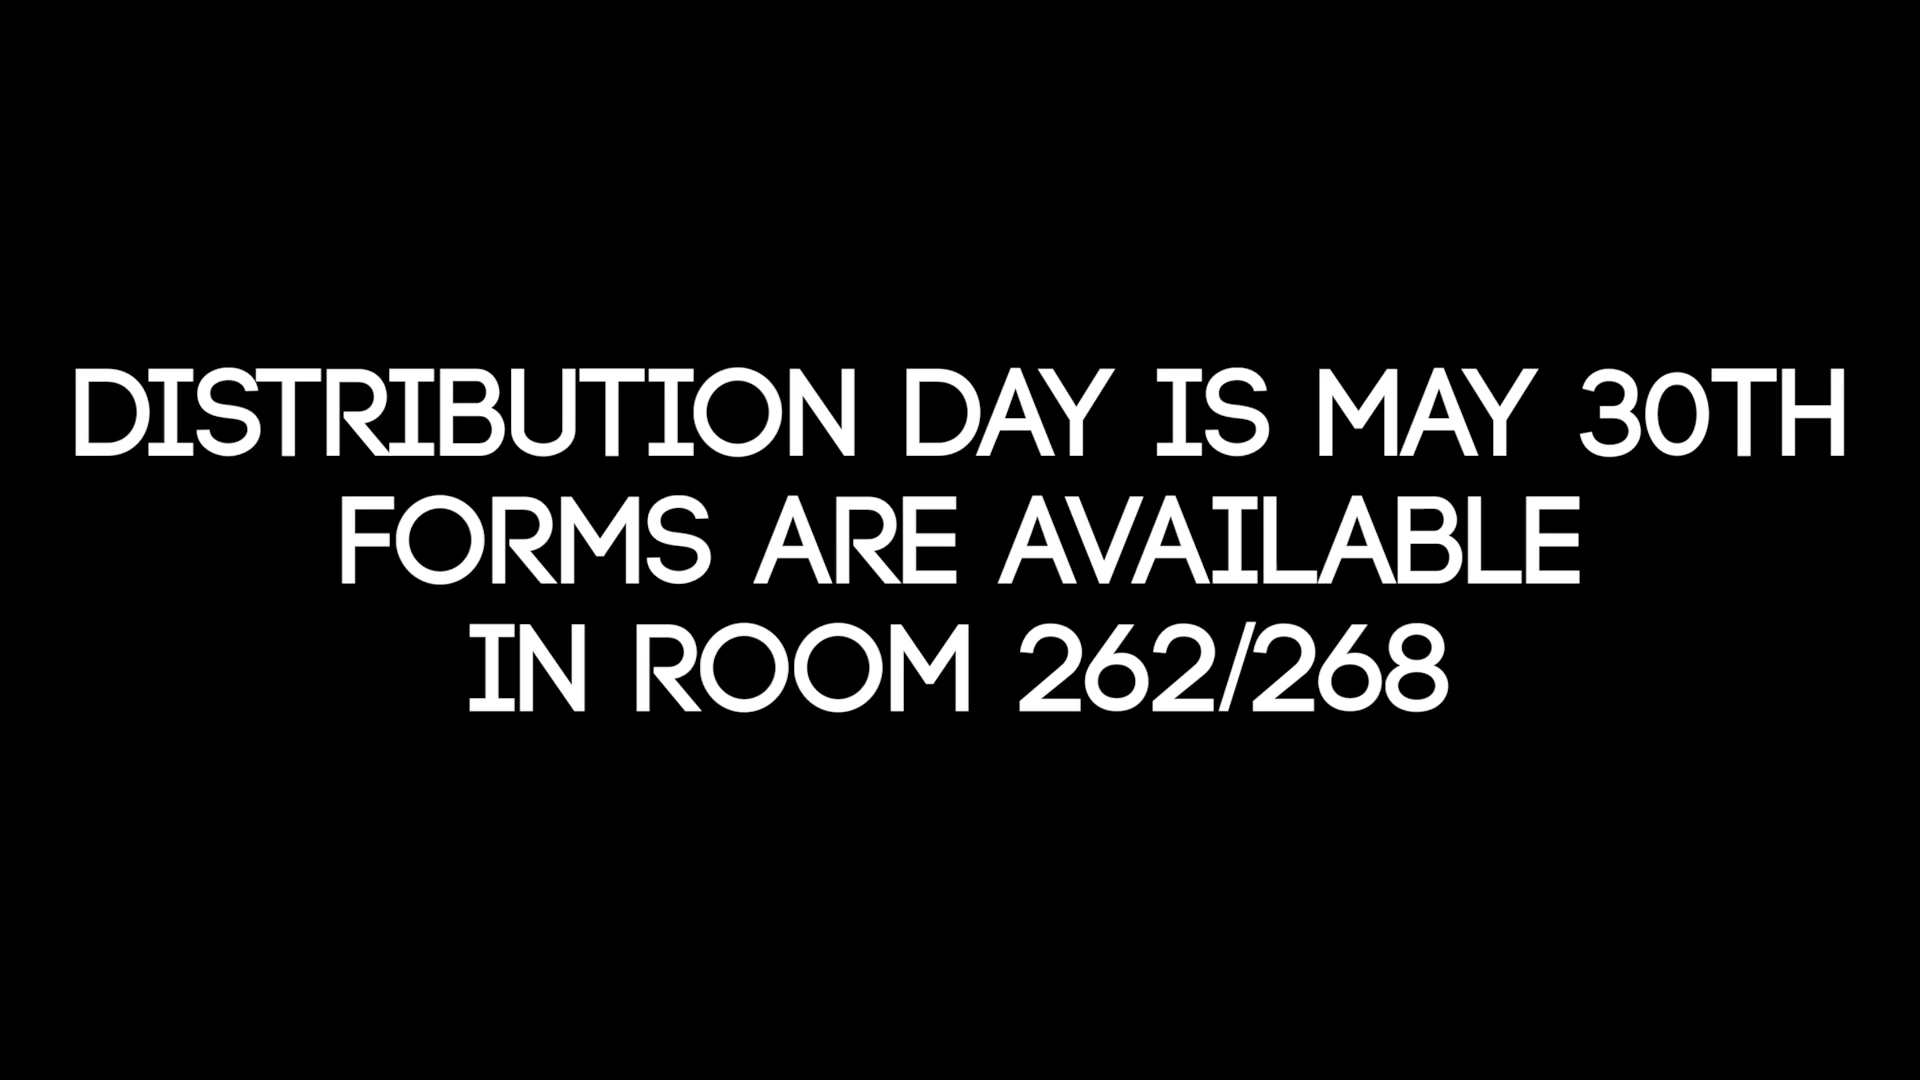 DISTRIBUTION DAY IS MAY 30TH
FORMS ARE AVAILABLE
IN ROOM 262/268